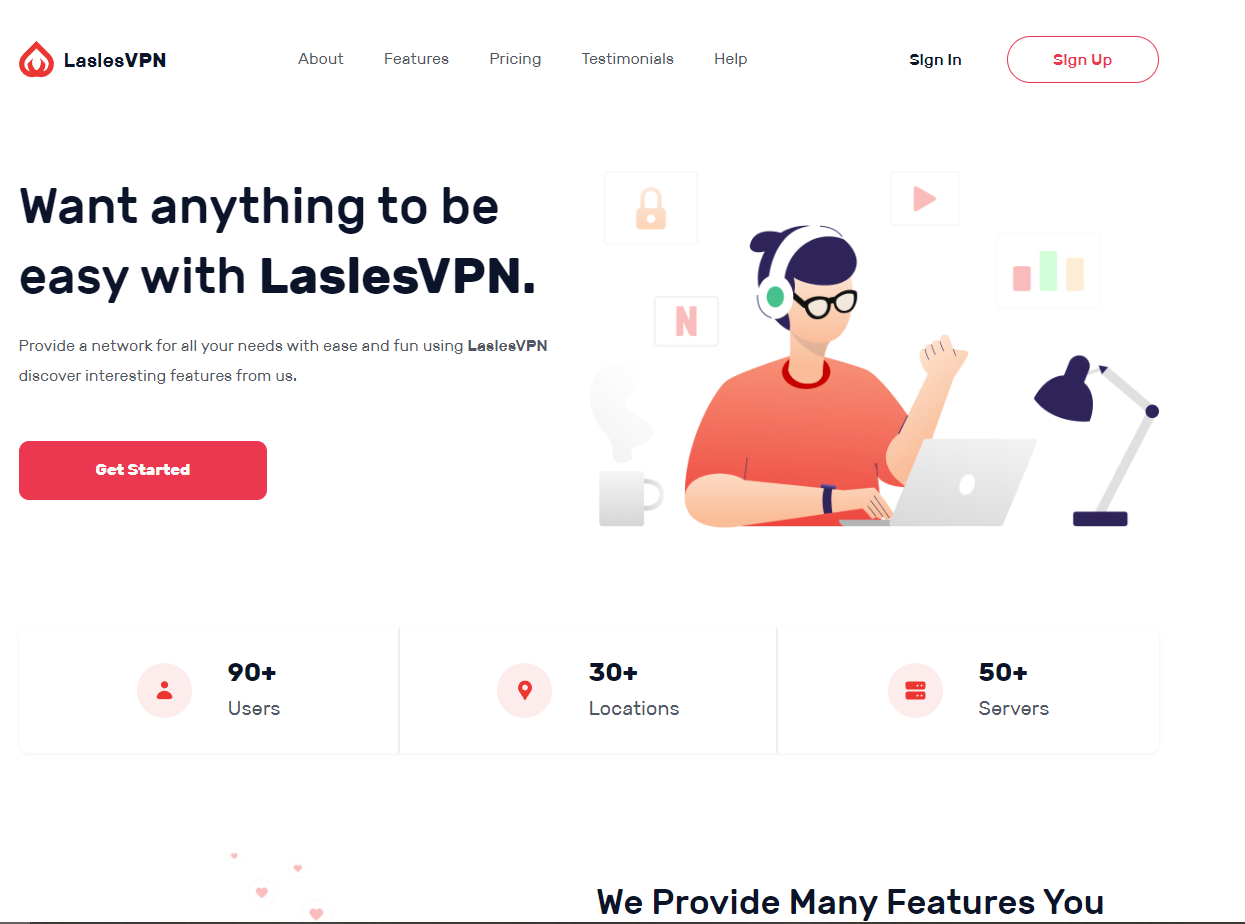 LaslesVPN
About
Features
Pricing
Testimonials
Help
Sign In
Sign Up
Want anything to be
easy with LaslesVPN.
Provide a network for all your needs with ease and fun using LaslesVPN
discover interesting features from us.
Get Started
N
90+
Users
30+
Locations
50+
Servers
We Provide Many Features You